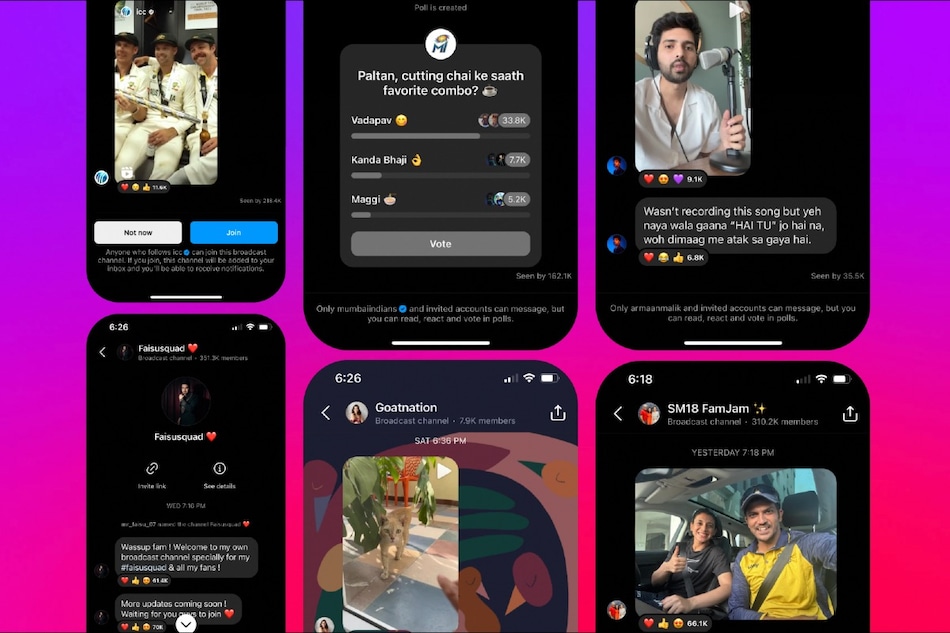 icc
11.6K
Seen by 216.4K
Not now
Join
Anyone who follows icc can join this broadcast
channel. If you join, this channel will be added to your
inbox and you'll be able to receive notifications.
Poll is created
Paltan, cutting chai ke saath
favorite combo? ☕
Vadapav 😋
33.8K
Kanda Bhaji 👌
7.7K
Maggi 🍜
5.2K
Vote
Seen by 162.1K
Only mumbaiindians and invited accounts can message, but
you can read, react and vote in polls.
❤️ 😍 💜 9.1K
Wasn't recording this song but yeh
naya wala gaana "HAI TU" jo hai na,
woh dimaag me atak sa gaya hai.
❤️ 😂 👍 6.8K
Seen by 35.5K
Only armaanmalik and invited accounts can message, but you
can read, react and vote in polls.
6:26
Faisusquad ❤️
Broadcast channel • 351.3K members
Faisusquad ❤️
Invite link
See details
WED 7:10 PM
mr_faisu_07 named the channel Faisusquad ❤️
Wassup fam ! Welcome to my own
broadcast channel specially for my
#faisusquad & all my fans !
❤️ 👍 😍 61.4K
More updates coming soon !
Waiting for you guys to join ❤️
❤️ 👍 😍 70K
6:26
Goatnation
Broadcast channel • 7.9K members
SAT 6:36 PM
6:18
SM18 FamJam ✨
Broadcast channel • 310.2K members
YESTERDAY 7:18 PM
❤️ 👍 😍 66.1K